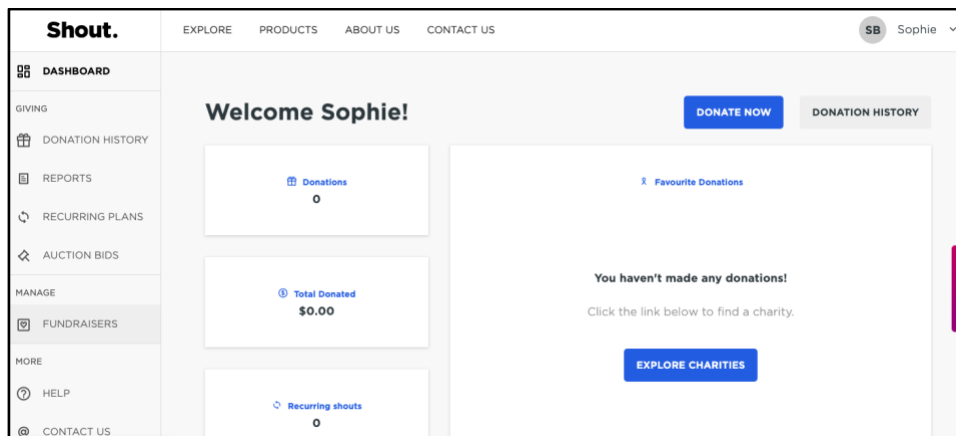 Shout.
EXPLORE PRODUCTS ABOUT US CONTACT US
SB Sophie
DASHBOARD
GIVING
DONATION HISTORY
REPORTS
RECURRING PLANS
AUCTION BIDS
MANAGE
FUNDRAISERS
MORE
HELP
CONTACT US
Welcome Sophie!
DONATE NOW
DONATION HISTORY
Donations
0
Total Donated
$0.00
Recurring shouts
0
Favourite Donations
You haven't made any donations!
Click the link below to find a charity.
EXPLORE CHARITIES